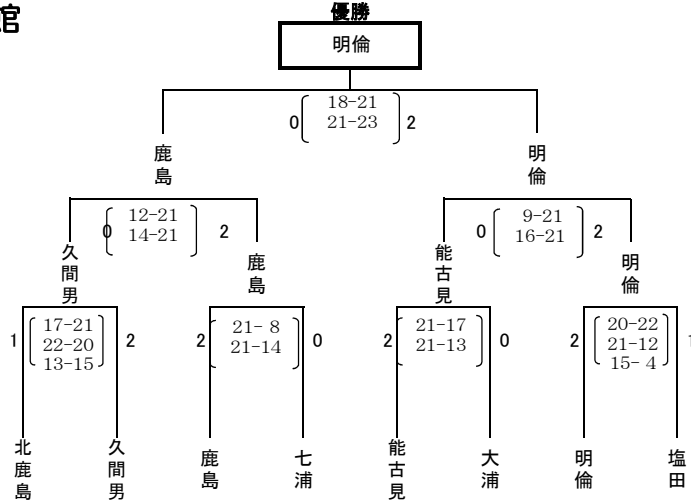 館
優勝
明倫
0 18-21 2
21-23
鹿島
明倫
0 12-21 2
14-21
0 9-21 2
16-21
久間男
鹿島
能古見
明倫
1 17-21 2
22-20
13-15
2 21- 8 0
21-14
2 21-17 0
21-13
2 20-22 1
21-12
15- 4
北鹿島
久間男
鹿島
七浦
能古見
大浦
明倫
塩田